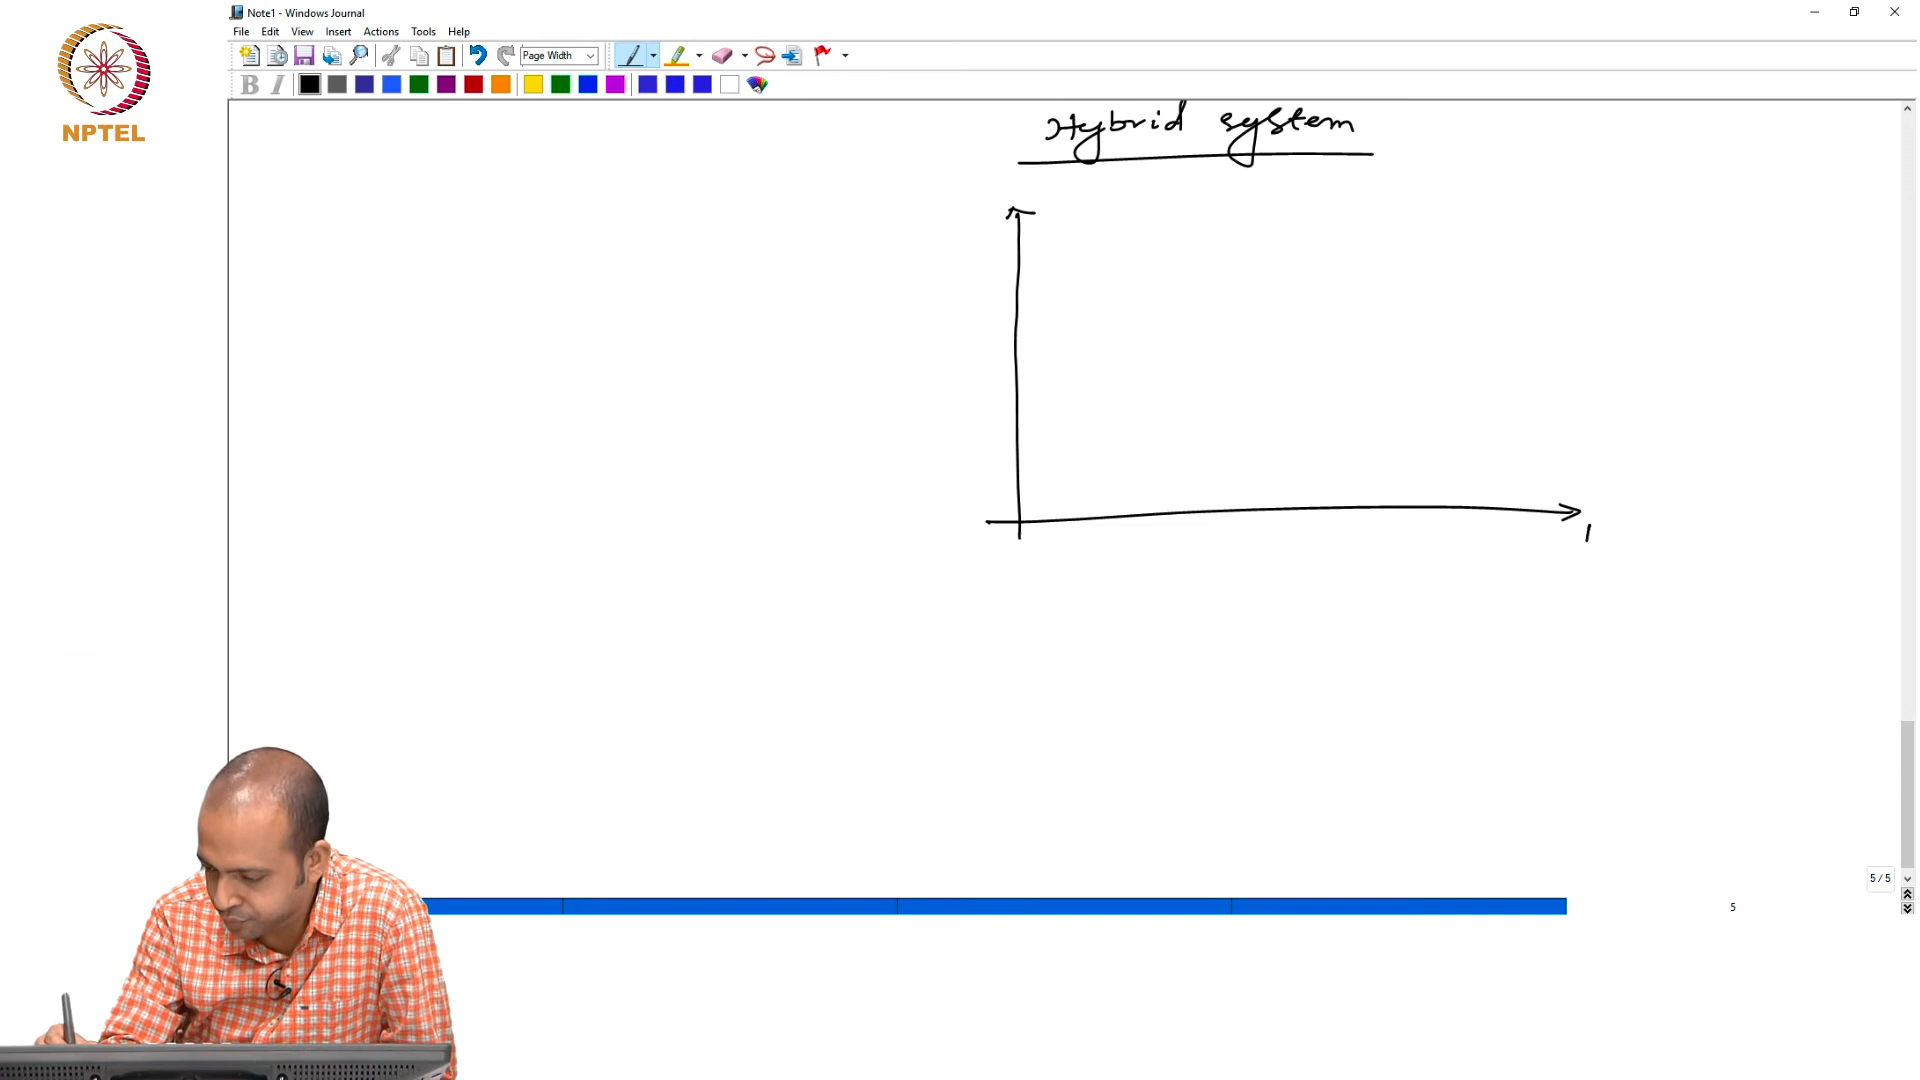 Note1 - Windows Journal
File Edit View Insert Actions Tools Help
Page Width
B I
NPTEL
Hybrid system
5 / 5
5